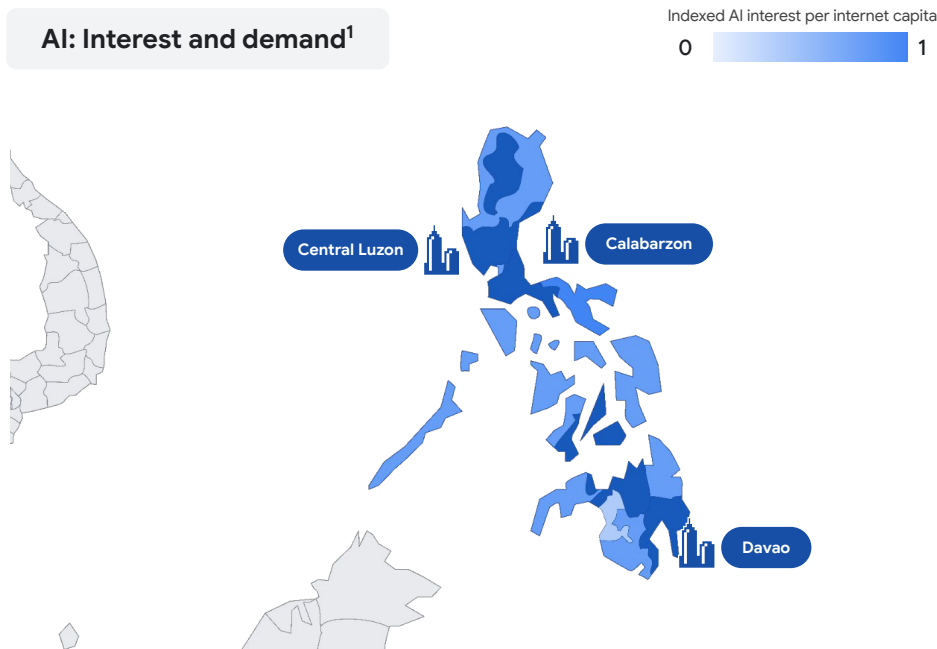 AI: Interest and demand¹
Indexed AI interest per internet capita
0
1
Central Luzon
Calabarzon
Davao